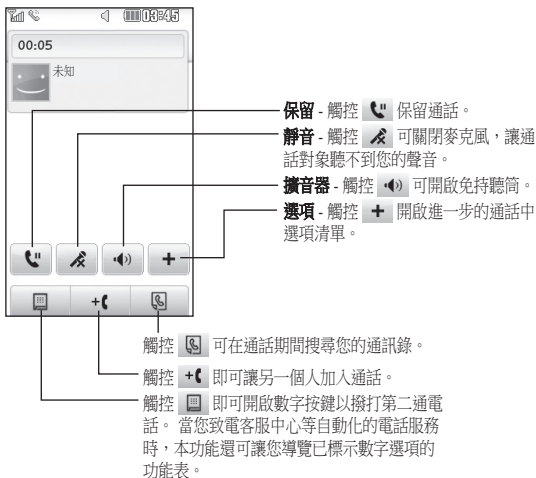 03:45
00:05
未知
保留 - 觸控 保留通話。
靜音 - 觸控 可關閉麥克風，讓通
話對象聽不到您的聲音。
擴音器 - 觸控 可開啟免持聽筒。
選項 - 觸控 + 開啟進一步的通話中
選項清單。
觸控 可在通話期間搜尋您的通訊錄。
觸控 即可讓另一個人加入通話。
觸控 即可開啟數字按鍵以撥打第二通電
話。 當您致電客服中心等自動化的電話服務
時，本功能還可讓您導覽已標示數字選項的
功能表。